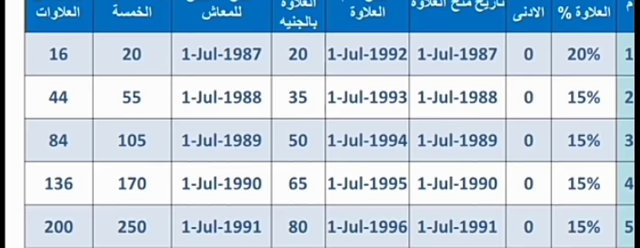 م العلاوة % الادنى تاريخ منح العلاوة العلاوة العلاوة بالجنيه للمعاش الخمسة العلاوات
1 20% 0 1-Jul-1987 1-Jul-1992 20 1-Jul-1987 20 16
2 15% 0 1-Jul-1988 1-Jul-1993 35 1-Jul-1988 55 44
3 15% 0 1-Jul-1989 1-Jul-1994 50 1-Jul-1989 105 84
4 15% 0 1-Jul-1990 1-Jul-1995 65 1-Jul-1990 170 136
5 15% 0 1-Jul-1991 1-Jul-1996 80 1-Jul-1991 250 200